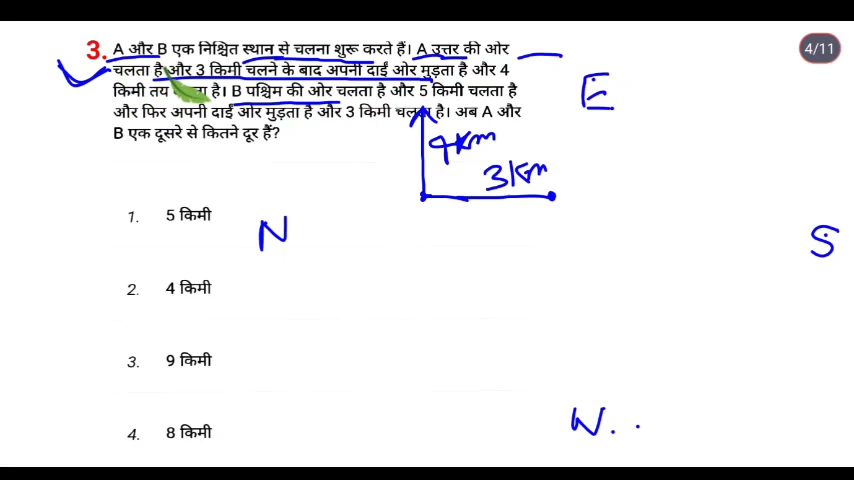 3. A और B एक निश्चित स्थान से चलना शुरू करते हैं। A उत्तर की ओर
4/11
चलता है और 3 किमी चलने के बाद अपनी दाईं ओर मुड़ता है और 4
किमी तय है। B पश्चिम की ओर चलता है और 5 किमी चलता है
E
और फिर अपनी दाईं ओर मुड़ता है और 3 किमी चलता है। अब A और
B एक दूसरे से कितने दूर हैं?
4km
3km
1. 5 किमी
N
S
2. 4 किमी
3. 9 किमी
4. 8 किमी
W